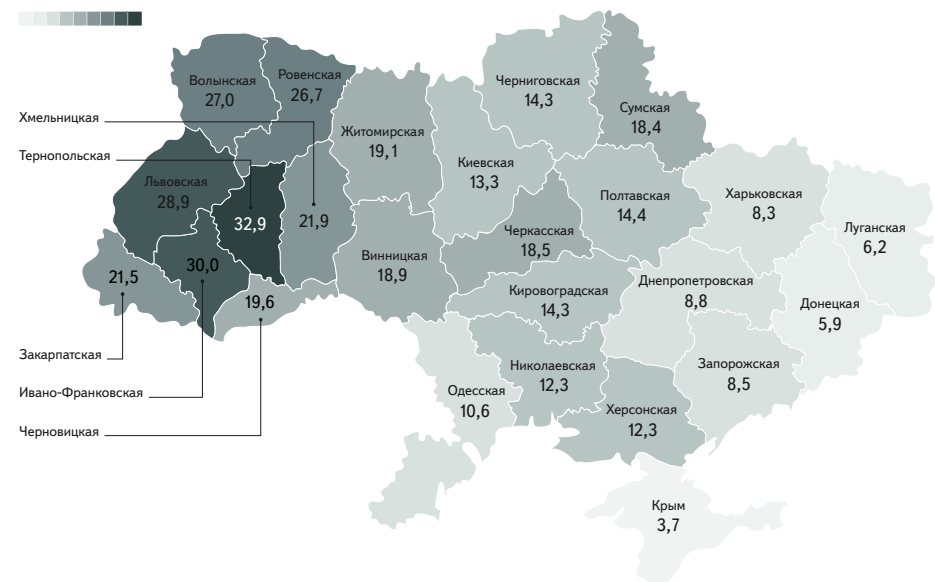 Волынская
27,0
Ровенская
26,7
Хмельницкая
Тернопольская
Житомирская
19,1
Черниговская
14,3
Сумская
18,4
Киевская
13,3
Львовская
28,9
32,9
21,9
Полтавская
14,4
Харьковская
8,3
Луганская
6,2
Черкасская
18,5
Винницкая
18,9
21,5
30,0
19,6
Кировоградская
14,3
Днепропетровская
8,8
Донецкая
5,9
Закарпатская
Ивано-Франковская
Черновицкая
Николаевская
12,3
Одесская
10,6
Запорожская
8,5
Херсонская
12,3
Крым
3,7